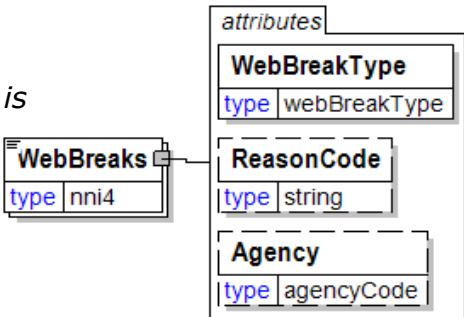 attributes
WebBreakType
type webBreakType
is
WebBreaks
type nni4
ReasonCode
type string
Agency
type agencyCode